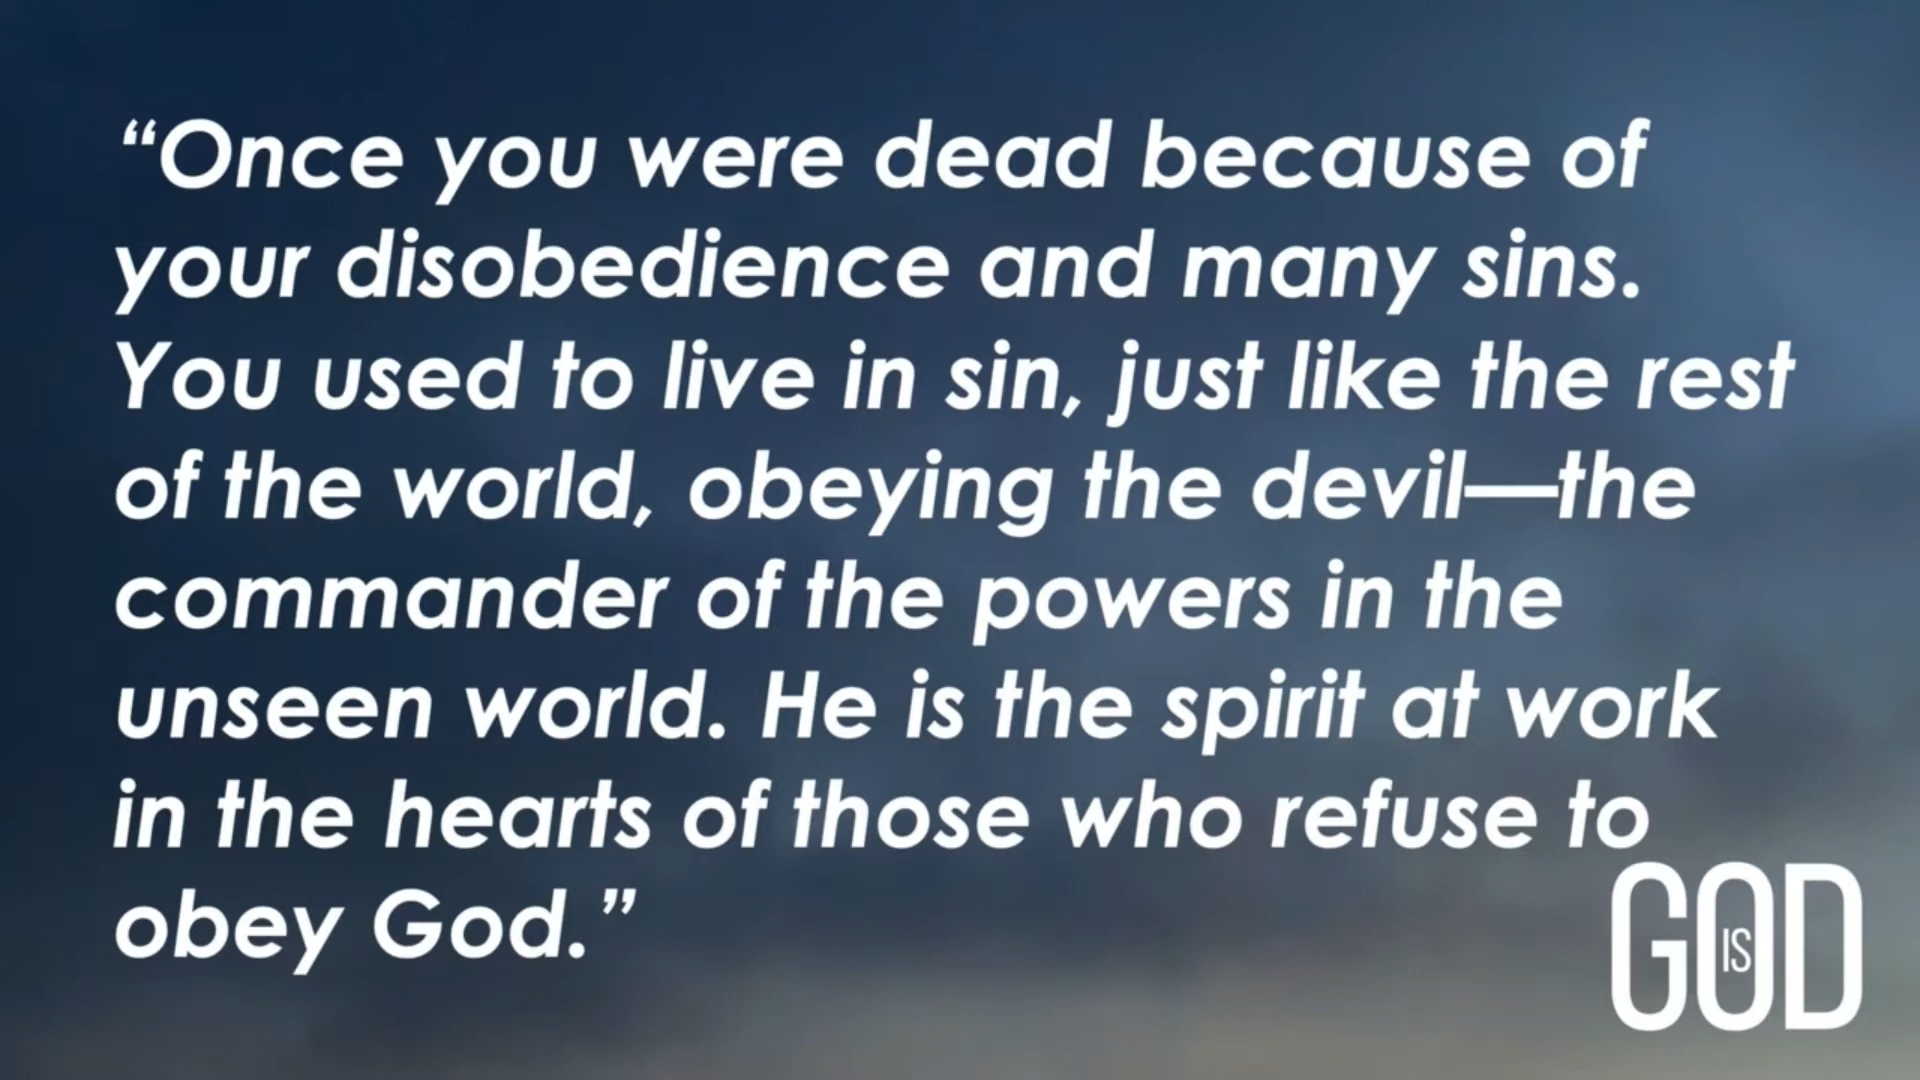 “Once you were dead because of
your disobedience and many sins.
You used to live in sin, just like the rest
of the world, obeying the devil—the
commander of the powers in the
unseen world. He is the spirit at work
in the hearts of those who refuse to
obey God.”
GOD
IS